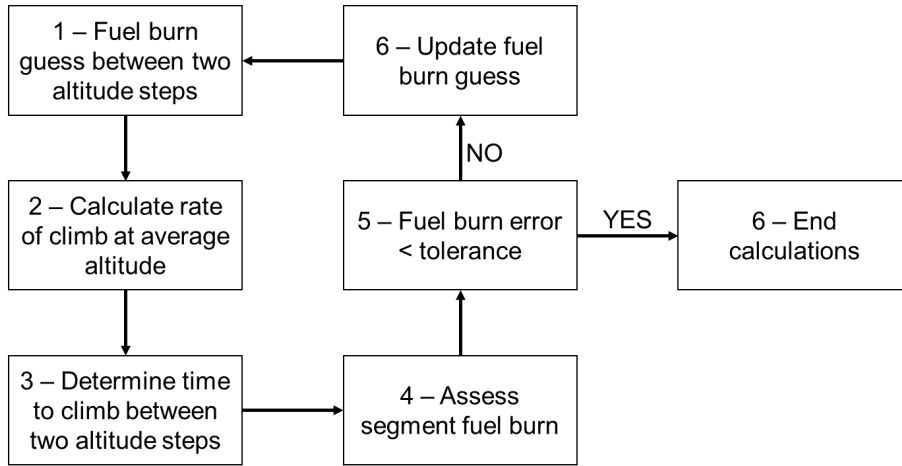 1 – Fuel burn
guess between two
altitude steps
6 – Update fuel
burn guess
NO
2 – Calculate rate
of climb at average
altitude
5 – Fuel burn error
< tolerance
YES
6 – End
calculations
3 – Determine time
to climb between
two altitude steps
4 – Assess
segment fuel burn